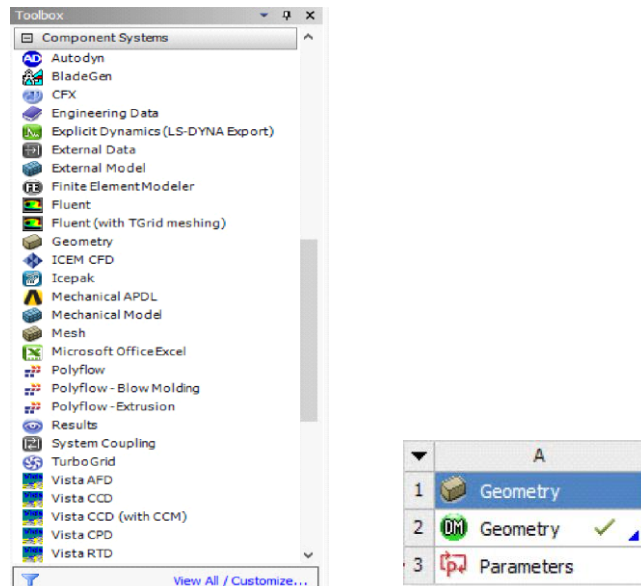 Toolbox
Component Systems
Autodyn
BladeGen
CFX
Engineering Data
Explicit Dynamics (LS-DYNA Export)
External Data
External Model
Finite Element Modeler
Fluent
Fluent (with TGrid meshing)
Geometry
ICEM CFD
Icepak
Mechanical APDL
Mechanical Model
Mesh
Microsoft Office Excel
Polyflow
Polyflow - Blow Molding
Polyflow - Extrusion
Results
System Coupling
TurboGrid
Vista AFD
Vista CCD
Vista CCD (with CCM)
Vista CPD
Vista RTD
View All / Customize...
A
1 Geometry
2 DM Geometry
3 Parameters